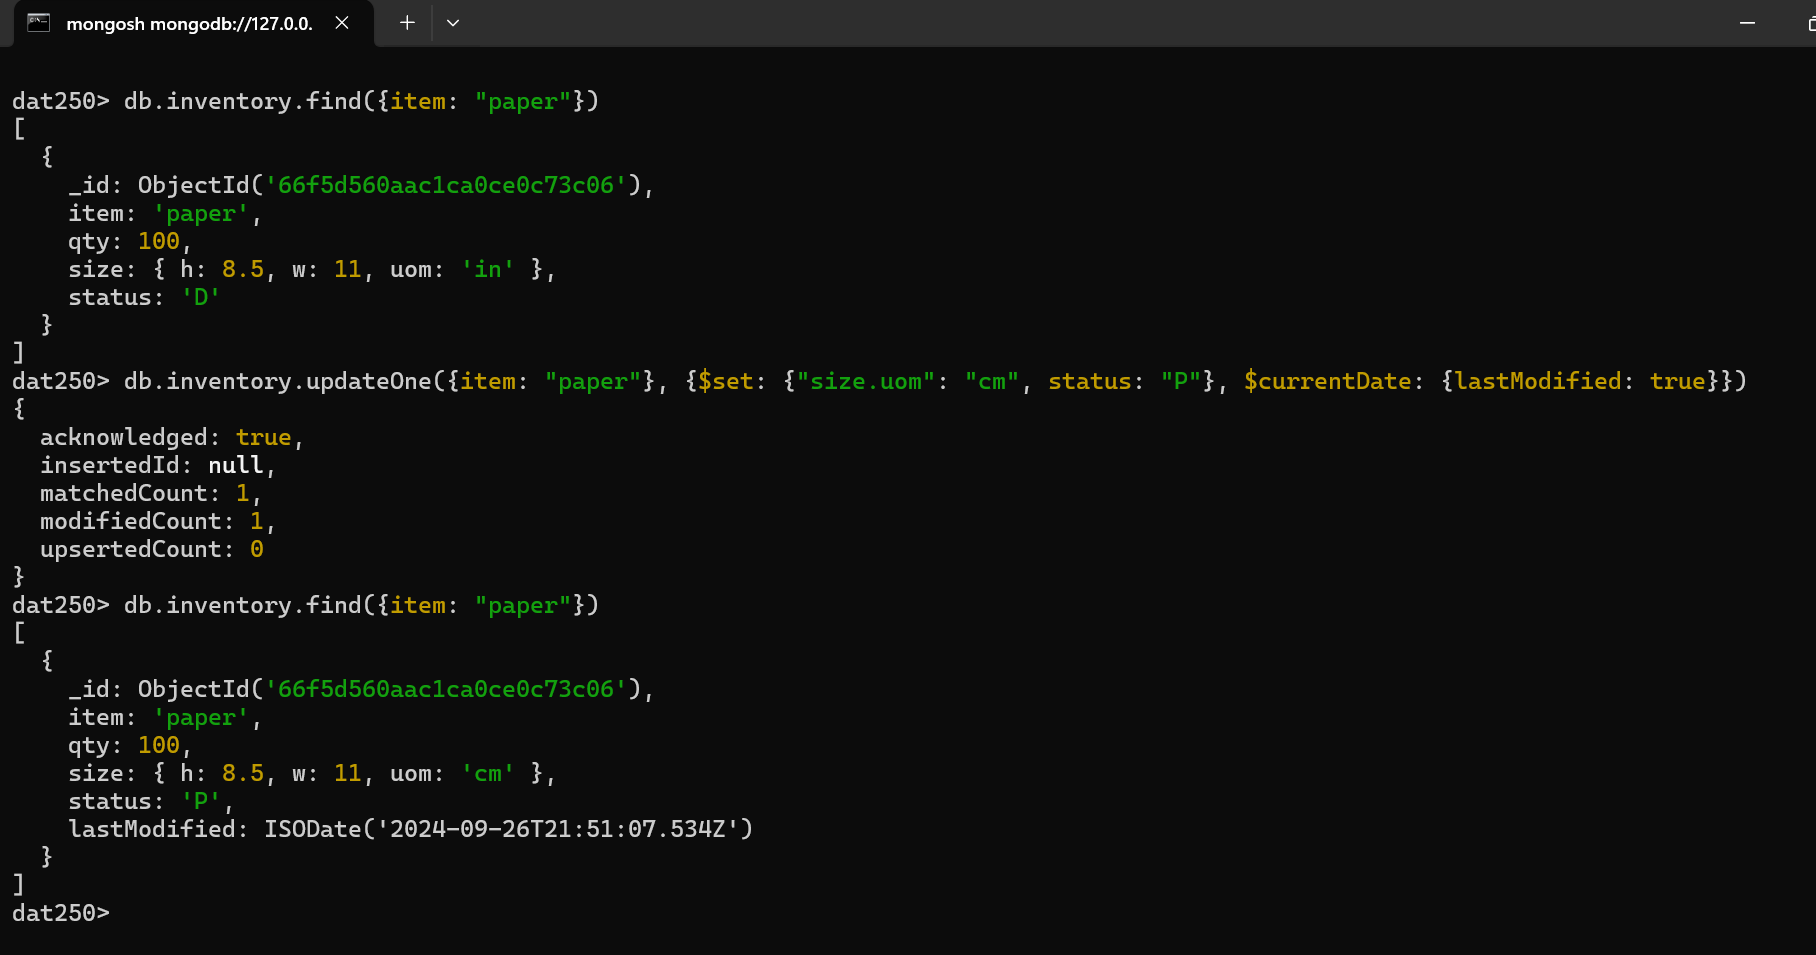 mongosh mongodb://127.0.0.
dat250> db.inventory.find({item: "paper"})
[
  {
    _id: ObjectId('66f5d560aac1ca0ce0c73c06'),
    item: 'paper',
    qty: 100,
    size: { h: 8.5, w: 11, uom: 'in' },
    status: 'D'
  }
]
dat250> db.inventory.updateOne({item: "paper"}, {$set: {"size.uom": "cm", status: "P"}, $currentDate: {lastModified: true}})
{
  acknowledged: true,
  insertedId: null,
  matchedCount: 1,
  modifiedCount: 1,
  upsertedCount: 0
}
dat250> db.inventory.find({item: "paper"})
[
  {
    _id: ObjectId('66f5d560aac1ca0ce0c73c06'),
    item: 'paper',
    qty: 100,
    size: { h: 8.5, w: 11, uom: 'cm' },
    status: 'P',
    lastModified: ISODate('2024-09-26T21:51:07.534Z')
  }
]
dat250>